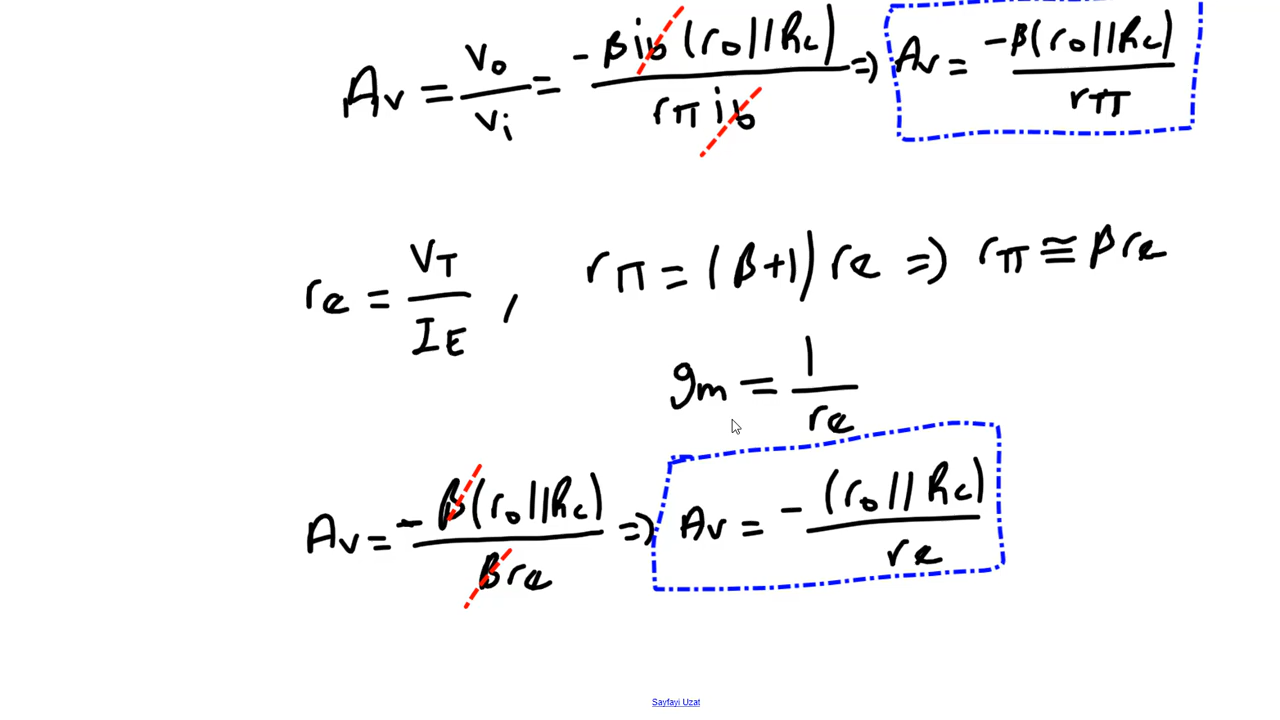 Av = vo/vi = -β ib (ro // Rc) / rπ ib ⇒ Av = -β(ro // Rc) / rπ
re = VT / IE , rπ = (β+1) re ⇒ rπ ≅ β re
gm = 1 / re
Av = - β(ro // Rc) / β re ⇒ Av = - (ro // Rc) / re
Sayfayi Uzat